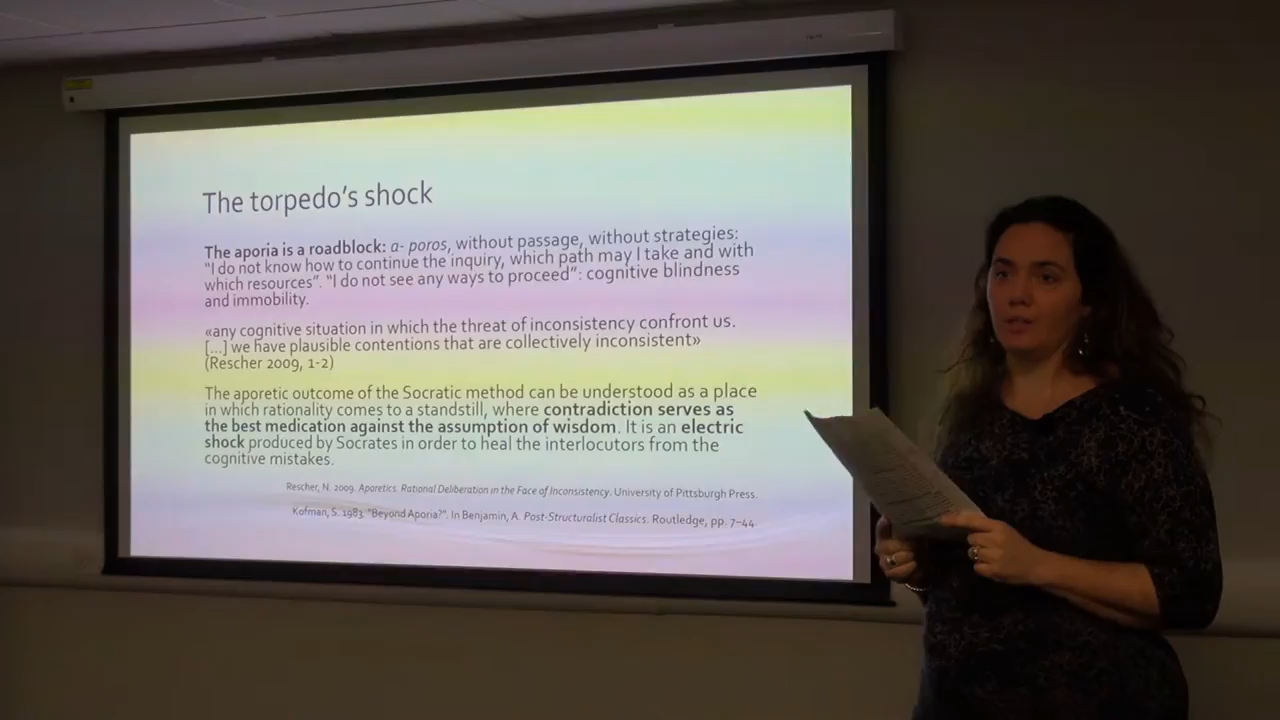 The torpedo's shock
The aporia is a roadblock: a- poros, without passage, without strategies:
"I do not know how to continue the inquiry, which path may I take and with
which resources". "I do not see any ways to proceed": cognitive blindness
and immobility.
«any cognitive situation in which the threat of inconsistency confront us.
[...] we have plausible contentions that are collectively inconsistent»
(Rescher 2009, 1-2)
The aporetic outcome of the Socratic method can be understood as a place
in which rationality comes to a standstill, where contradiction serves as
the best medication against the assumption of wisdom. It is an electric
shock produced by Socrates in order to heal the interlocutors from the
cognitive mistakes.
Rescher, N. 2009. Aporetics. Rational Deliberation in the Face of Inconsistency. University of Pittsburgh Press.
Kofman, S. 1983. "Beyond Aporia?". In Benjamin, A. Post-Structuralist Classics. Routledge, pp. 7–44.